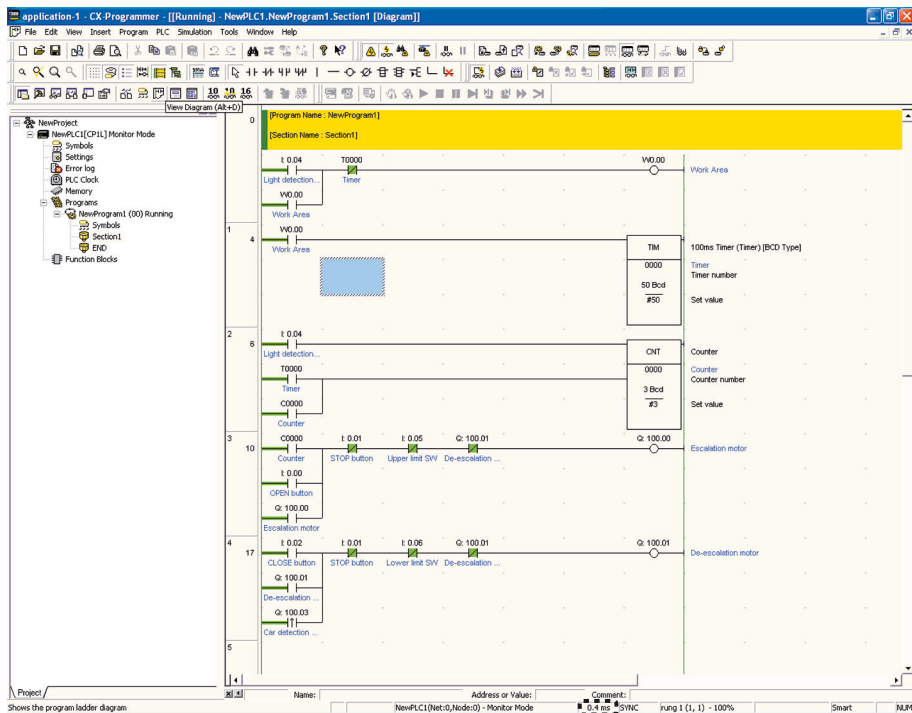 application-1 - CX-Programmer - [[Running] - NewPLC1.NewProgram1.Section1 [Diagram]]
File Edit View Insert Program PLC Simulation Tools Window Help
10 10 16
View Diagram (Alt+D)
NewProject
NewPLC1[CP1L] Monitor Mode
Symbols
Settings
Error log
PLC Clock
Memory
Programs
NewProgram1 (00) Running
Symbols
Section1
END
Function Blocks
Project
0
[Program Name : NewProgram1]
[Section Name : Section1]
I: 0.04 T0000 W0.00
Light detection... Timer Work Area
W0.00
Work Area
1
4
W0.00
Work Area
TIM 100ms Timer (Timer) [BCD Type]
0000 Timer
Timer number
50 Bcd
#50 Set value
2
6
I: 0.04
Light detection...
CNT Counter
T0000
Timer
0000 Counter
Counter number
3 Bcd
#3 Set value
C0000
Counter
3
10
C0000 I: 0.01 I: 0.05 Q: 100.01 Q: 100.00
Counter STOP button Upper limit SW De-escalation ... Escalation motor
I: 0.00
OPEN button
Q: 100.00
Escalation motor
4
17
I: 0.02 I: 0.01 I: 0.06 Q: 100.01 Q: 100.01
CLOSE button STOP button Lower limit SW De-escalation ... De-escalation motor
Q: 100.01
De-escalation ...
Q: 100.03
Car detection ...
5
Name: Address or Value: Comment:
Shows the program ladder diagram NewPLC1(Net:0,Node:0) - Monitor Mode 0.4 ms SYNC rung 1 (1, 1) - 100% Smart NUM